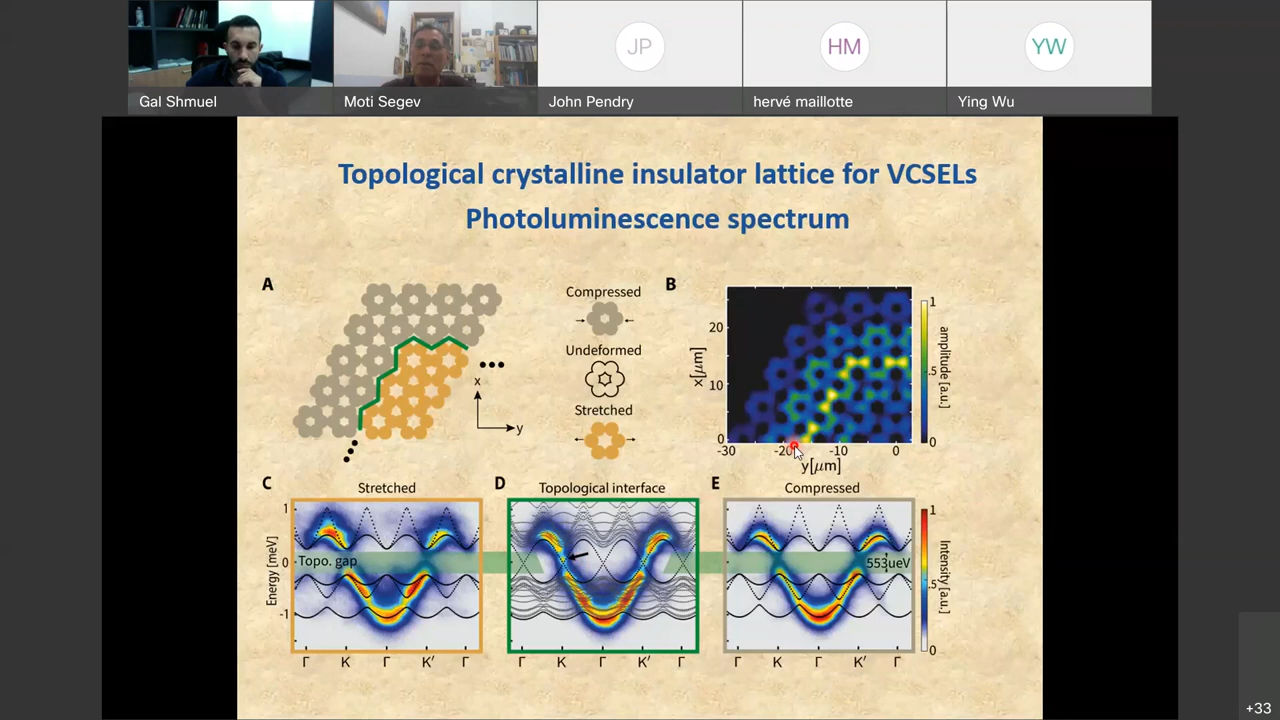 JP
HM
YW
Gal Shmuel
Moti Segev
John Pendry
hervé maillotte
Ying Wu
Topological crystalline insulator lattice for VCSELs
Photoluminescence spectrum
A
Compressed
Undeformed
Stretched
x
y
B
x[μm]
20
10
0
-30
-20
-10
0
y[μm]
1
.5
0
amplitude [a.u.]
C
Stretched
Energy [meV]
1
0
-1
Topo. gap
Γ K Γ K′ Γ
D
Topological interface
Γ K Γ K′ Γ
E
Compressed
553ueV
Γ K Γ K′ Γ
1
.5
0
Intensity [a.u.]
+33